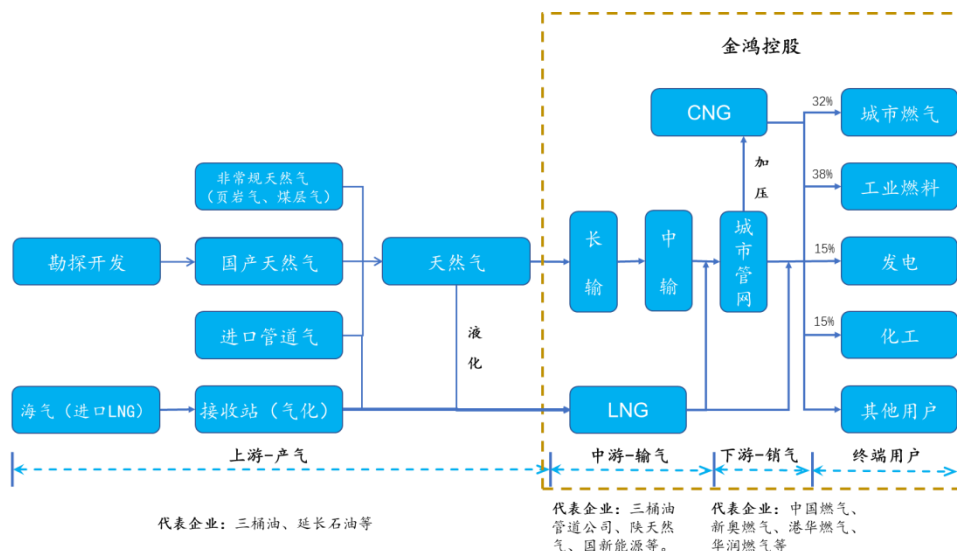 金鸿控股
CNG
32%
城市燃气
加
压
非常规天然气
(页岩气、煤层气)
38%
工业燃料
勘探开发
国产天然气
天然气
长
输
中
输
城
市
管
网
15%
发电
进口管道气
液
化
15%
化工
海气(进口LNG)
接收站(气化)
LNG
其他用户
上游-产气
中游-输气
下游-销气
终端用户
代表企业:三桶油、延长石油等
代表企业:三桶油
管道公司、陕天然
气、国新能源等。
代表企业:中国燃气、
新奥燃气、港华燃气、
华润燃气等